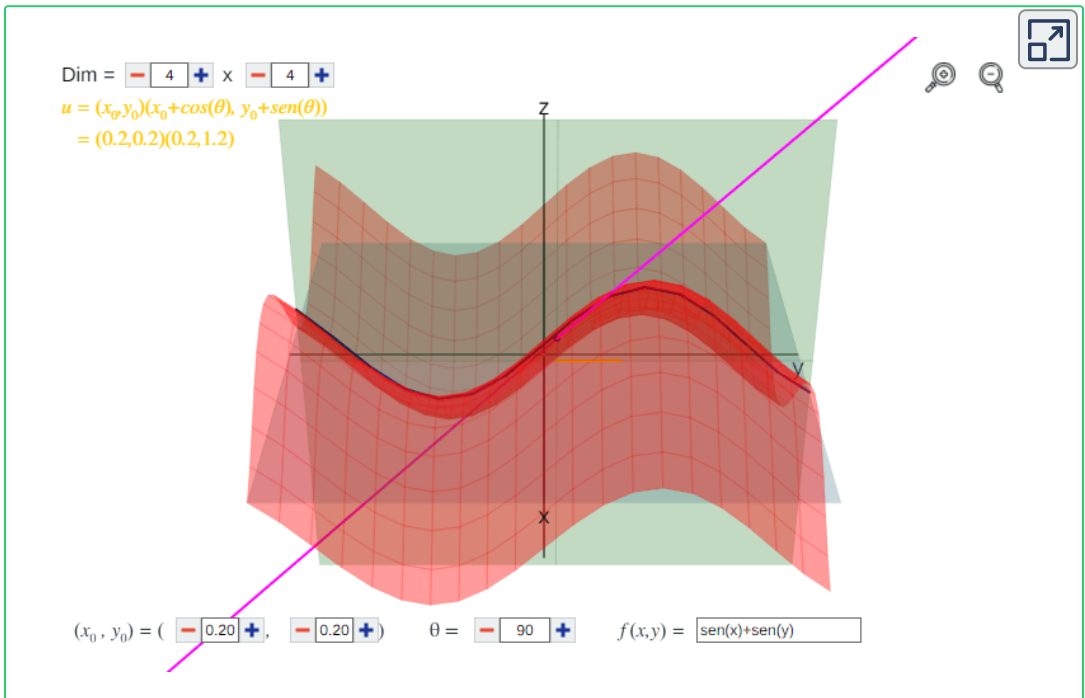 Dim = 4 x 4
u = (x₀,y₀)(x₀+cos(θ), y₀+sen(θ))
= (0.2,0.2)(0.2,1.2)
z
y
x
(x₀ , y₀) = ( 0.20 , 0.20 ) θ = 90 f(x,y) = sen(x)+sen(y)